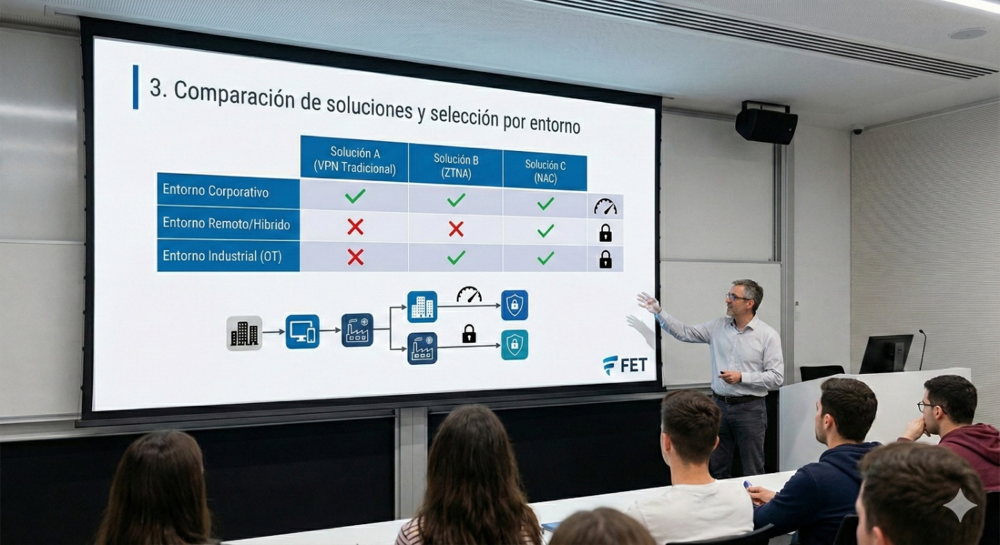 3. Comparación de soluciones y selección por entorno
Solución A
(VPN Tradicional)
Solución B
(ZTNA)
Solución C
(NAC)
Entorno Corporativo
Entorno Remoto/Hibrido
Entorno Industrial (OT)
FET